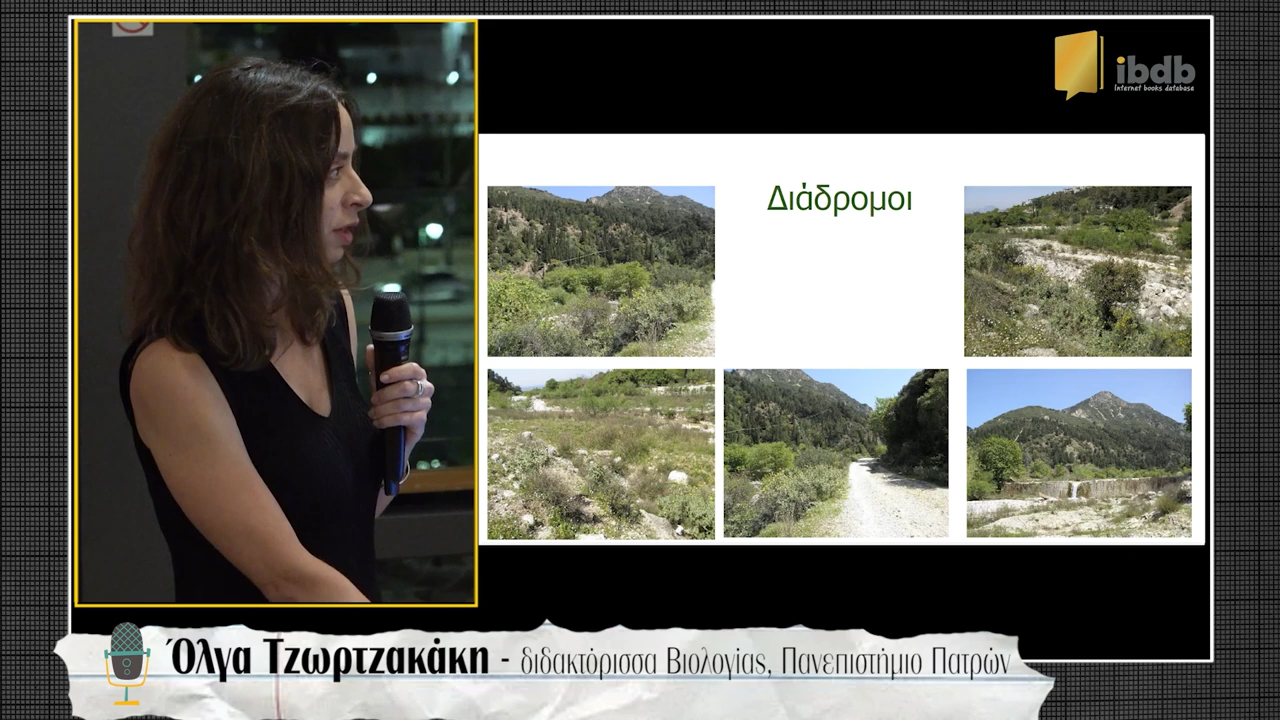 ibdb
Internet books database
Διάδρομοι
Όλγα Τζωρτζακάκη - διδακτόρισσα Βιολογίας, Πανεπιστήμιο Πατρών